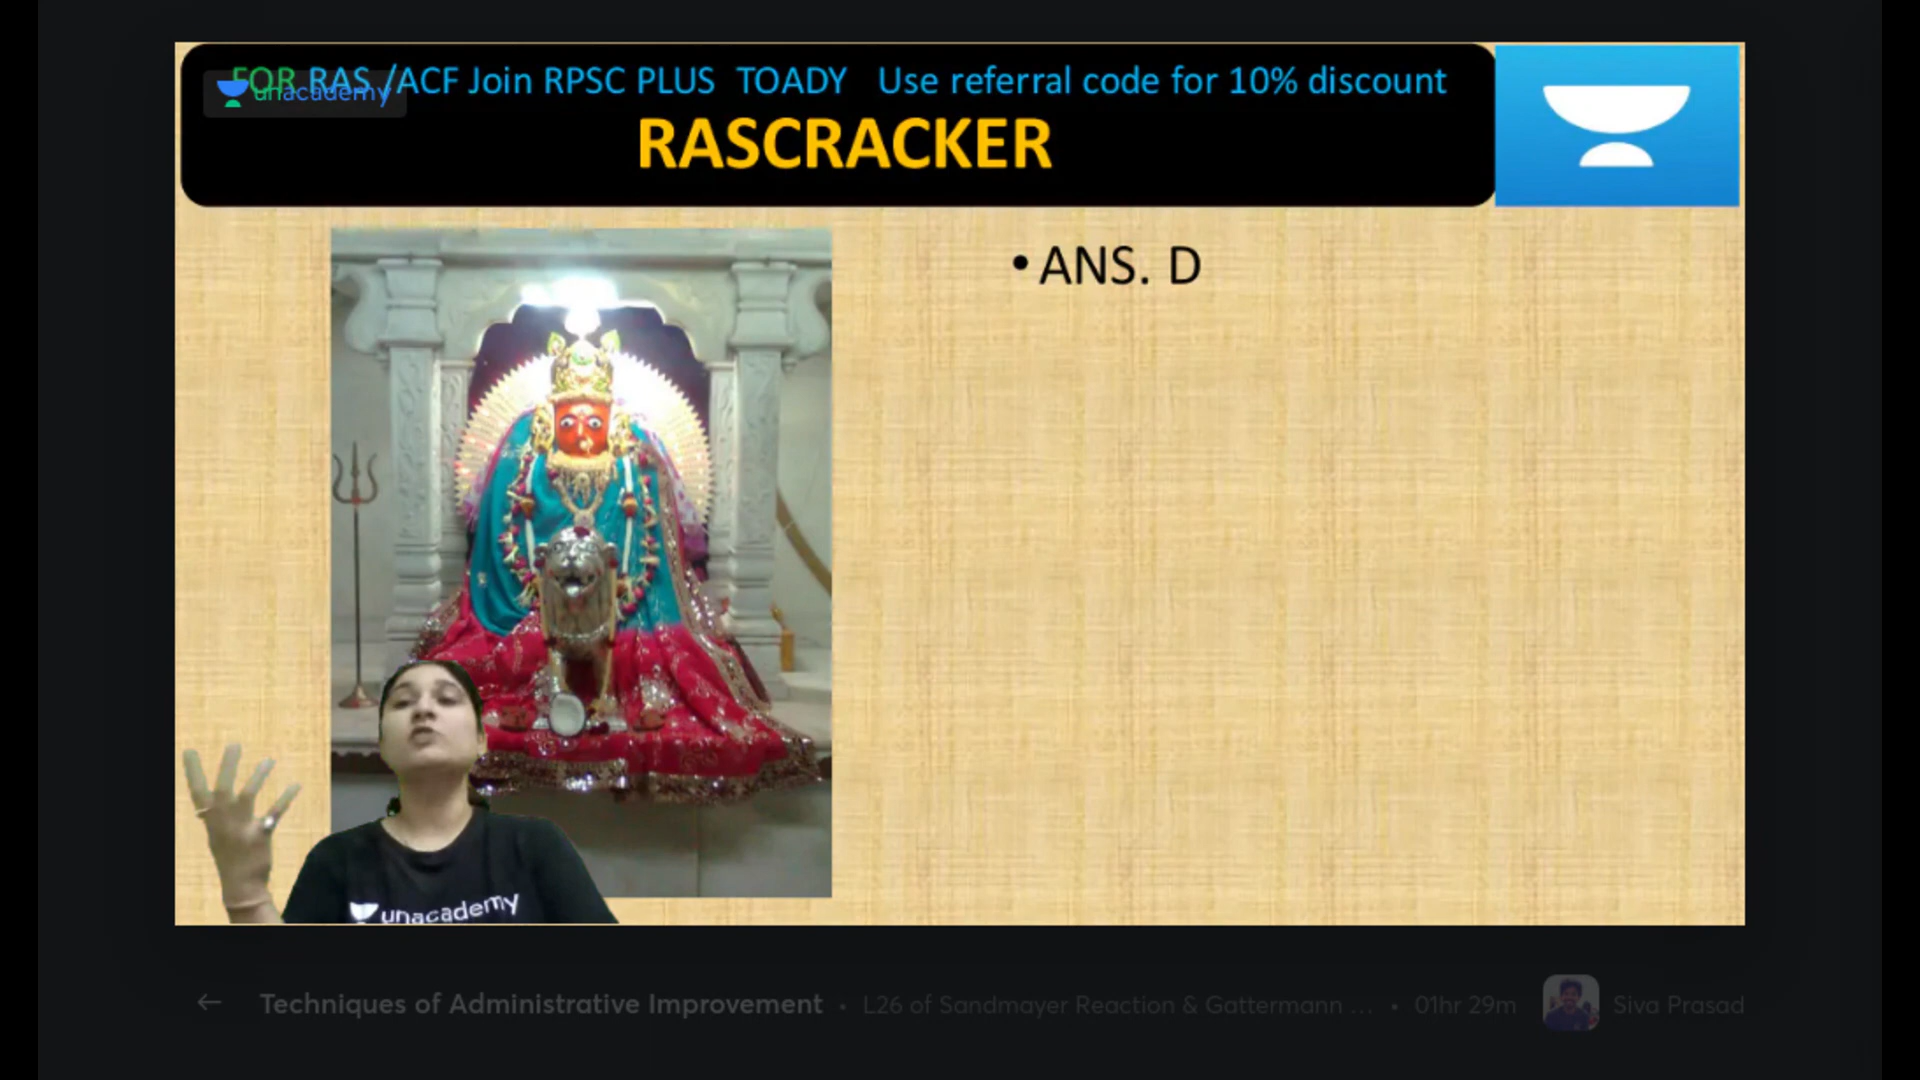 FOR RAS /ACF Join RPSC PLUS TOADY Use referral code for 10% discount
unacademy
RASCRACKER
• ANS. D
unacademy
Techniques of Administrative Improvement • L26 of Sandmayer Reaction & Gattermann ... • 01hr 29m Siva Prasad